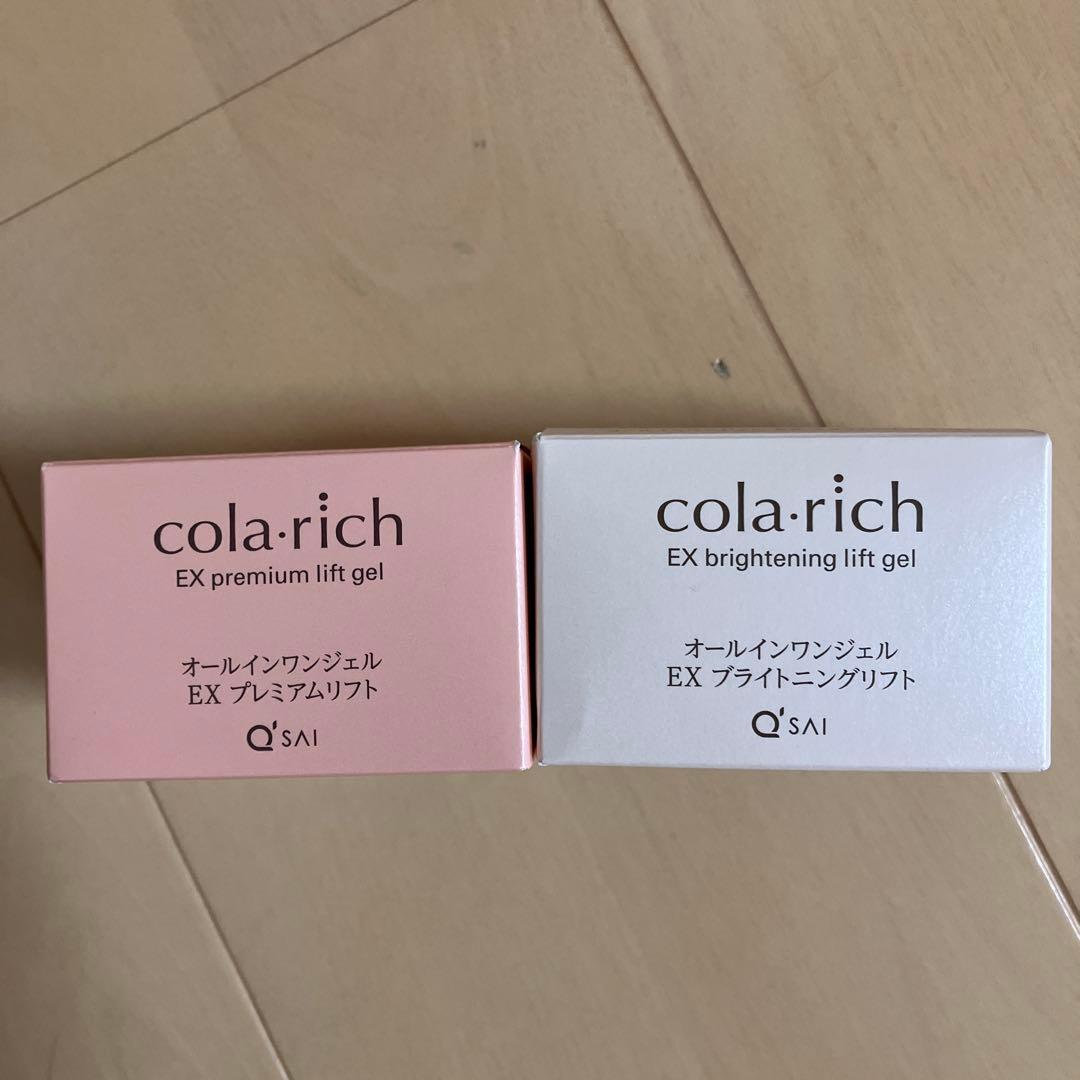 cola·rich
EX premium lift gel
オールインワンジェル
EX プレミアムリフト
Q'SAI
cola·rich
EX brightening lift gel
オールインワンジェル
EX ブライトニングリフト
Q'SAI